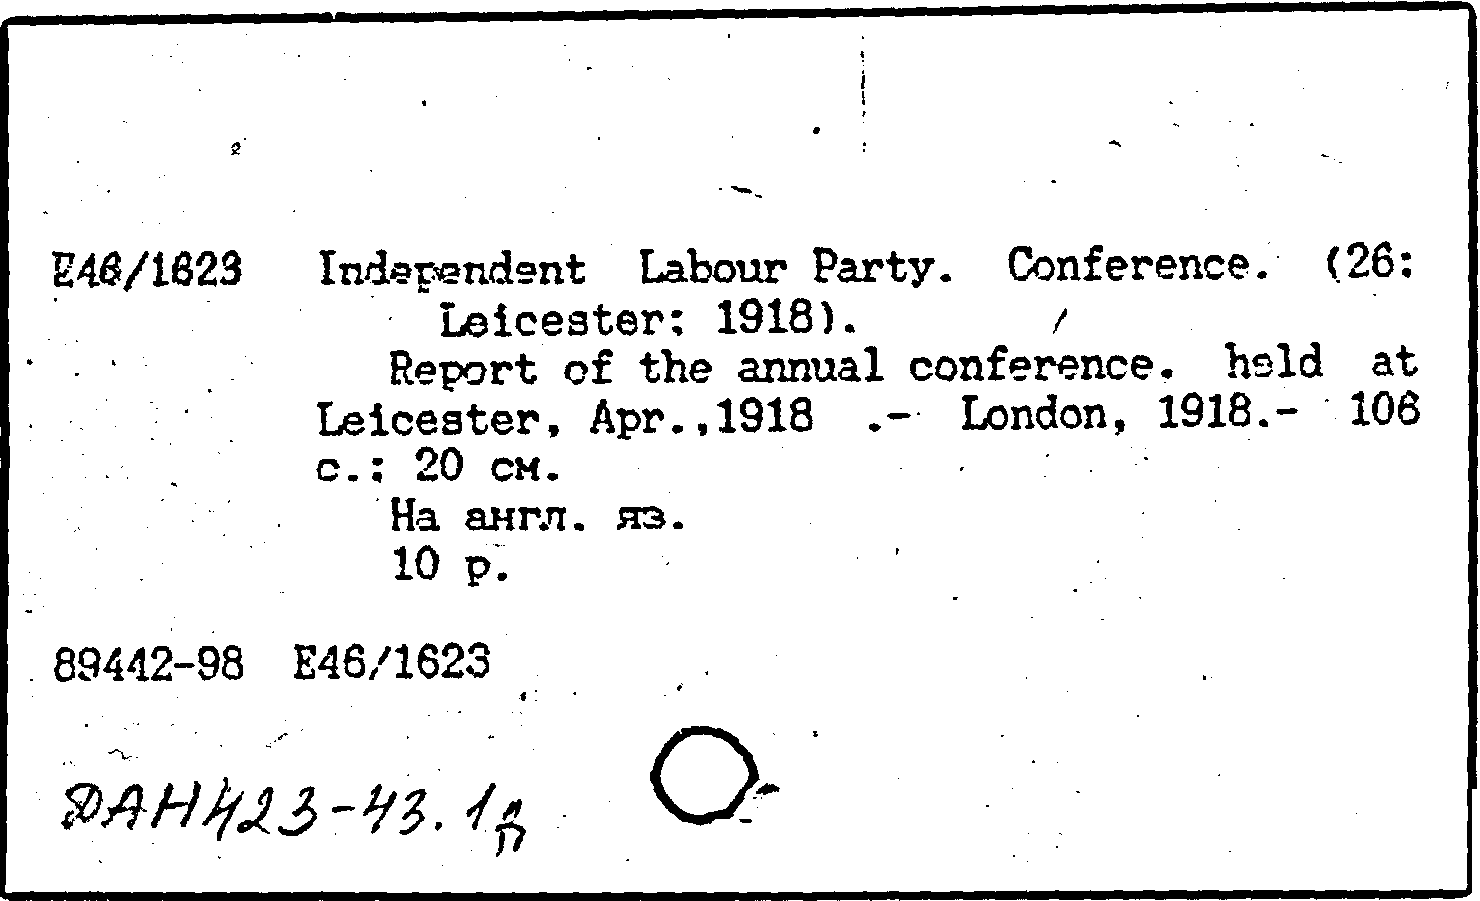 E46/1623 Independent Labour Party. Conference. (26:
Leicester; 1918).
Report of the annual conference. held at
Leicester, Apr.,1918 .- London, 1918.- 106
с.; 20 см.
На англ. яз.
10 р.
89442-98 E46/1623
ДАН423-43.1